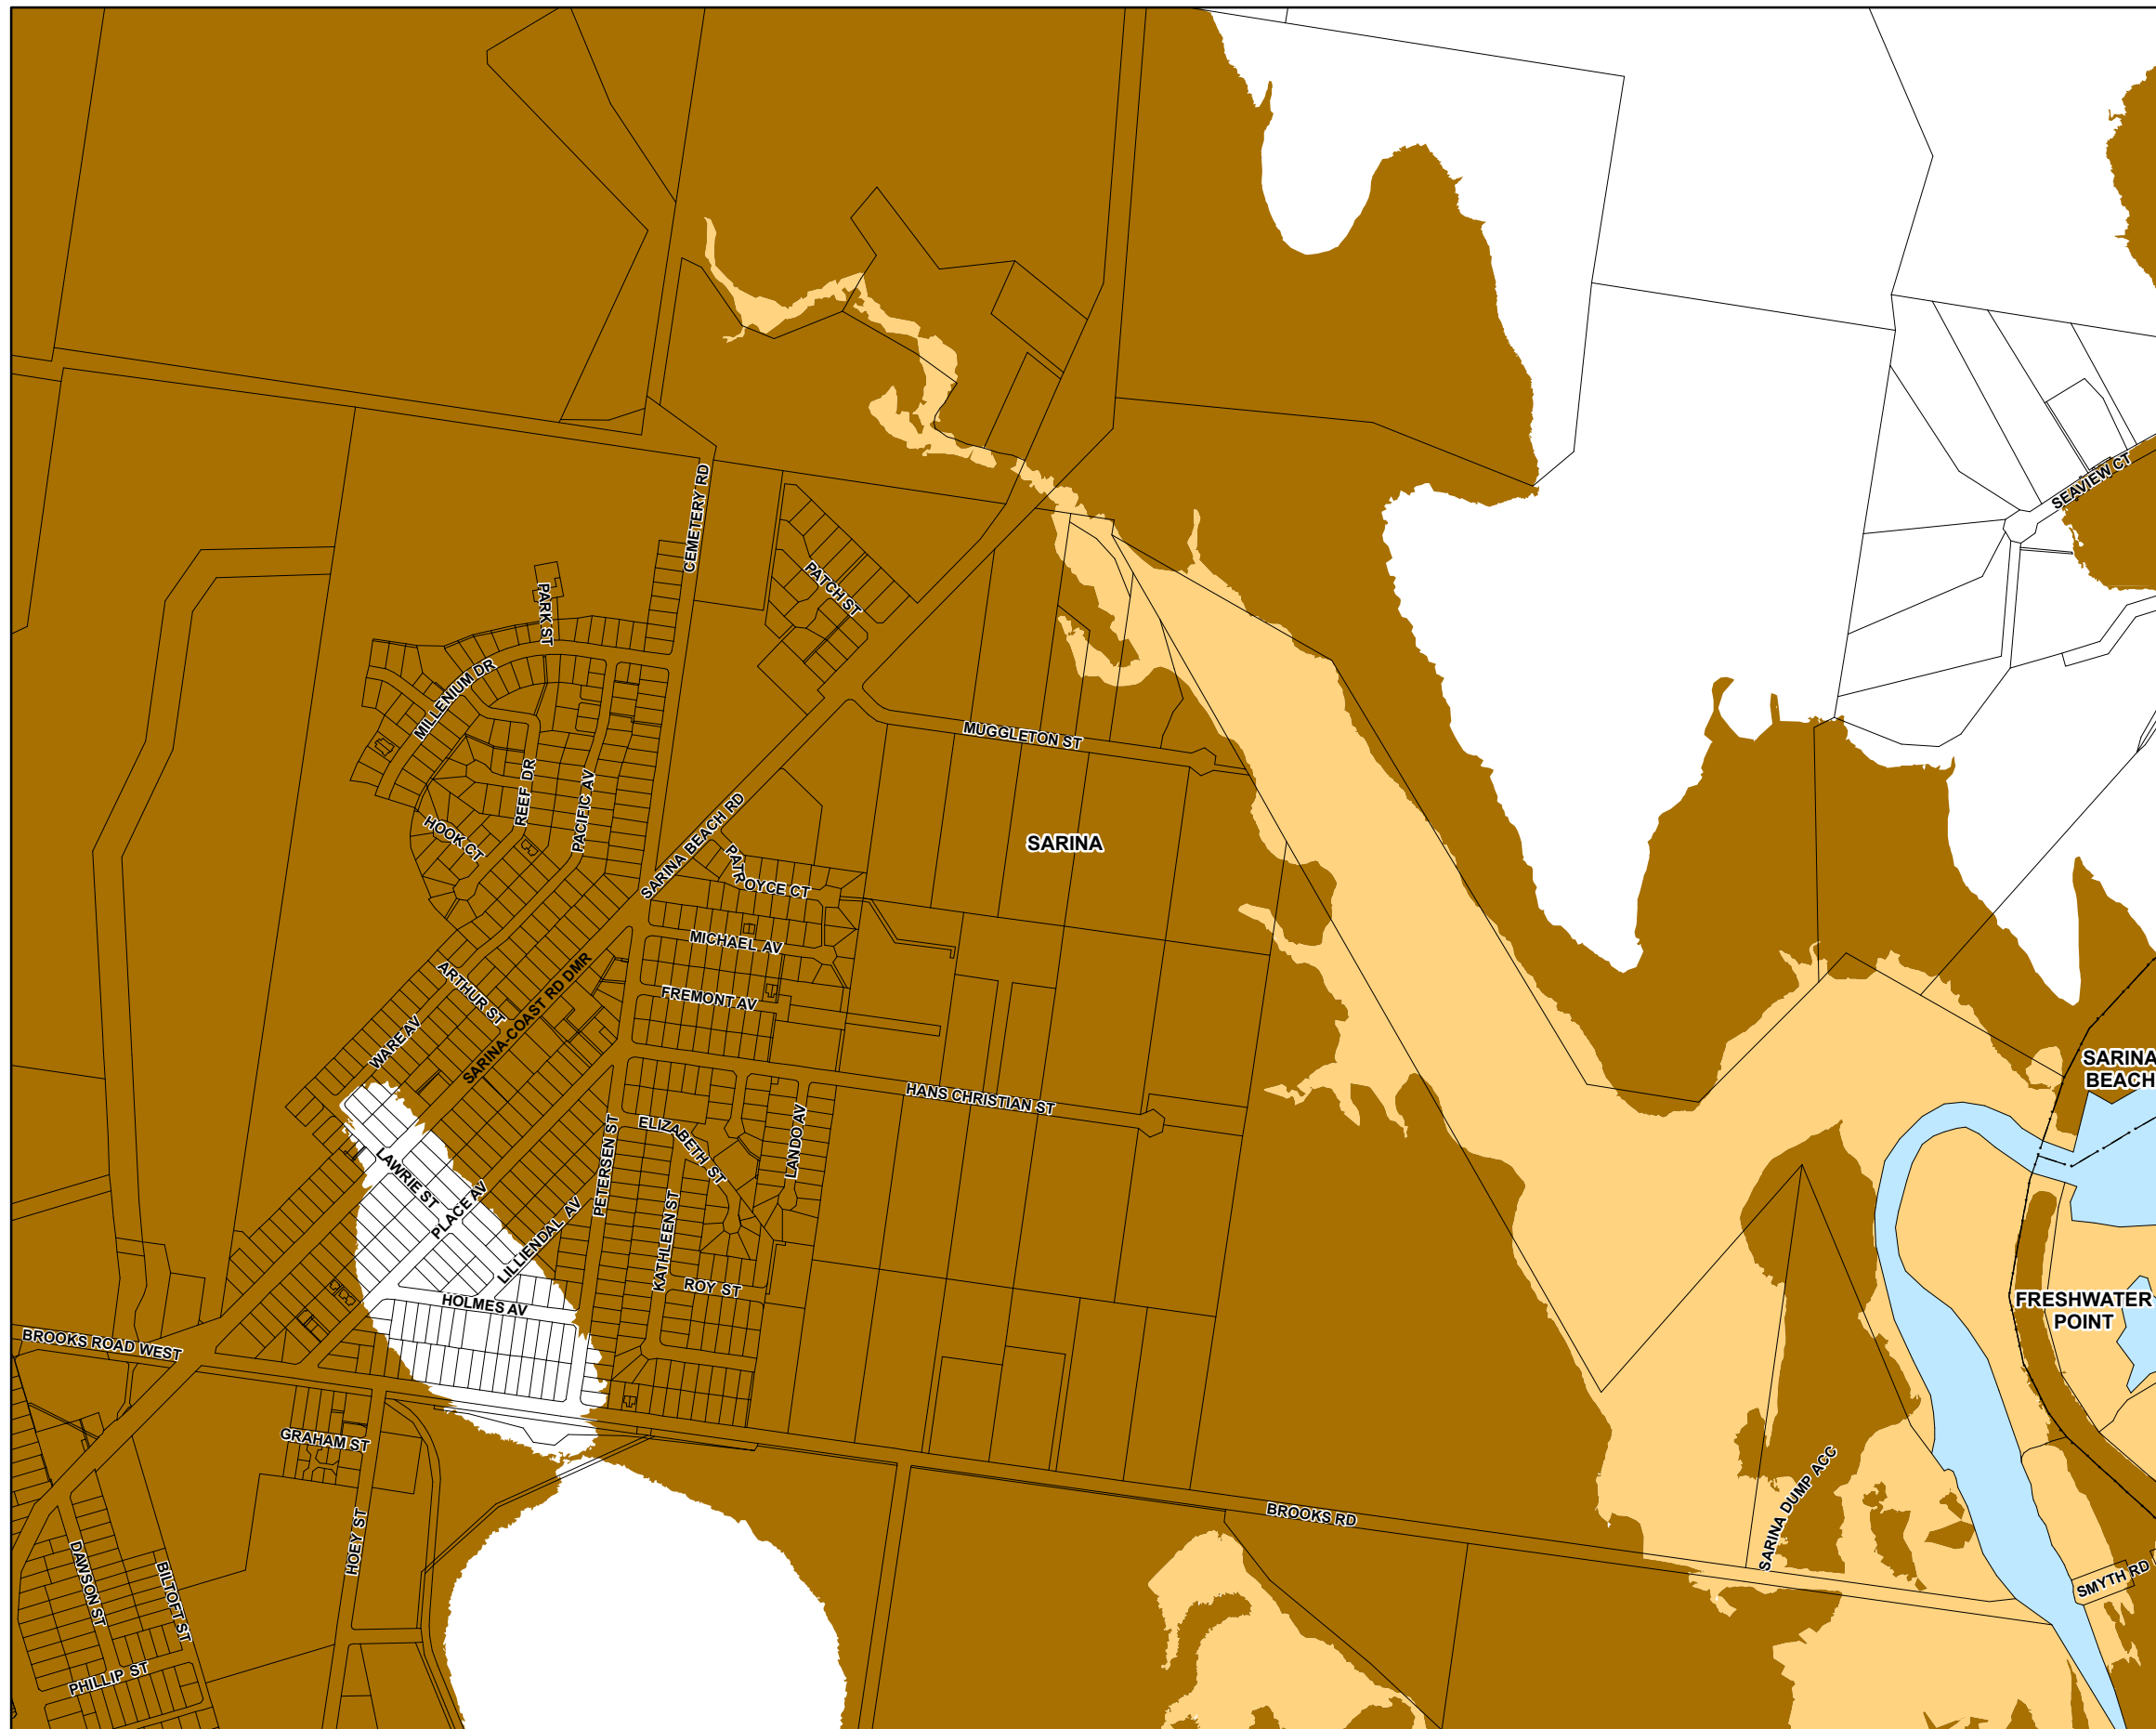 SEAVIEW CT
CEMETERY RD
PATCH ST
PARK ST
MILLENIUM DR
MUGGLETON ST
REEF DR
PACIFIC AV
HOOK CT
SARINA BEACH RD
SARINA
PATR
OYCE CT
MICHAEL AV
FREMONT AV
ARTHUR ST
SARINA-COAST RD DMR
WARE AV
HANS CHRISTIAN ST
SARINA
BEACH
ELIZABETH ST
LANDO AV
PETERSEN ST
LAWRIE ST
PLACE AV
LILLIENDAL AV
KATHLEEN ST
ROY ST
HOLMES AV
FRESHWATER
POINT
BROOKS ROAD WEST
GRAHAM ST
HOEY ST
BROOKS RD
SARINA DUMP ACC
SMYTH RD
DAWSON ST
BILTOFT ST
PHILLIP ST